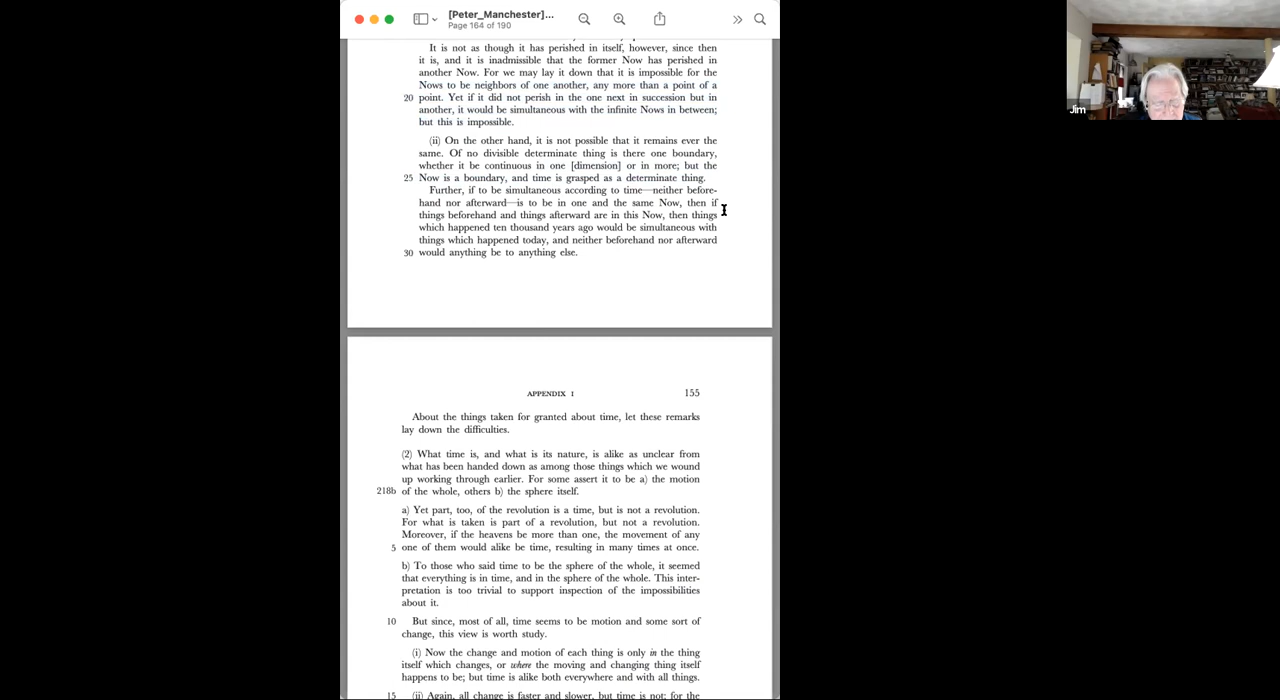 [Peter_Manchester]...
Page 164 of 190
It is not as though it has perished in itself, however, since then
it is, and it is inadmissible that the former Now has perished in
another Now. For we may lay it down that it is impossible for the
Nows to be neighbors of one another, any more than a point of a
20 point. Yet if it did not perish in the one next in succession but in
another, it would be simultaneous with the infinite Nows in between;
but this is impossible.
(ii) On the other hand, it is not possible that it remains ever the
same. Of no divisible determinate thing is there one boundary,
whether it be continuous in one [dimension] or in more; but the
25 Now is a boundary, and time is grasped as a determinate thing.
Further, if to be simultaneous according to time—neither before-
hand nor afterward—is to be in one and the same Now, then if
things beforehand and things afterward are in this Now, then things
which happened ten thousand years ago would be simultaneous with
things which happened today, and neither beforehand nor afterward
30 would anything be to anything else.
APPENDIX I 155
About the things taken for granted about time, let these remarks
lay down the difficulties.
(2) What time is, and what is its nature, is alike as unclear from
what has been handed down as among those things which we wound
up working through earlier. For some assert it to be a) the motion
218b of the whole, others b) the sphere itself.
a) Yet part, too, of the revolution is a time, but is not a revolution.
For what is taken is part of a revolution, but not a revolution.
Moreover, if the heavens be more than one, the movement of any
5 one of them would alike be time, resulting in many times at once.
b) To those who said time to be the sphere of the whole, it seemed
that everything is in time, and in the sphere of the whole. This inter-
pretation is too trivial to support inspection of the impossibilities
about it.
10 But since, most of all, time seems to be motion and some sort of
change, this view is worth study.
(i) Now the change and motion of each thing is only in the thing
itself which changes, or where the moving and changing thing itself
happens to be; but time is alike both everywhere and with all things.
15 (ii) Again, all change is faster and slower, but time is not; for the
Jim